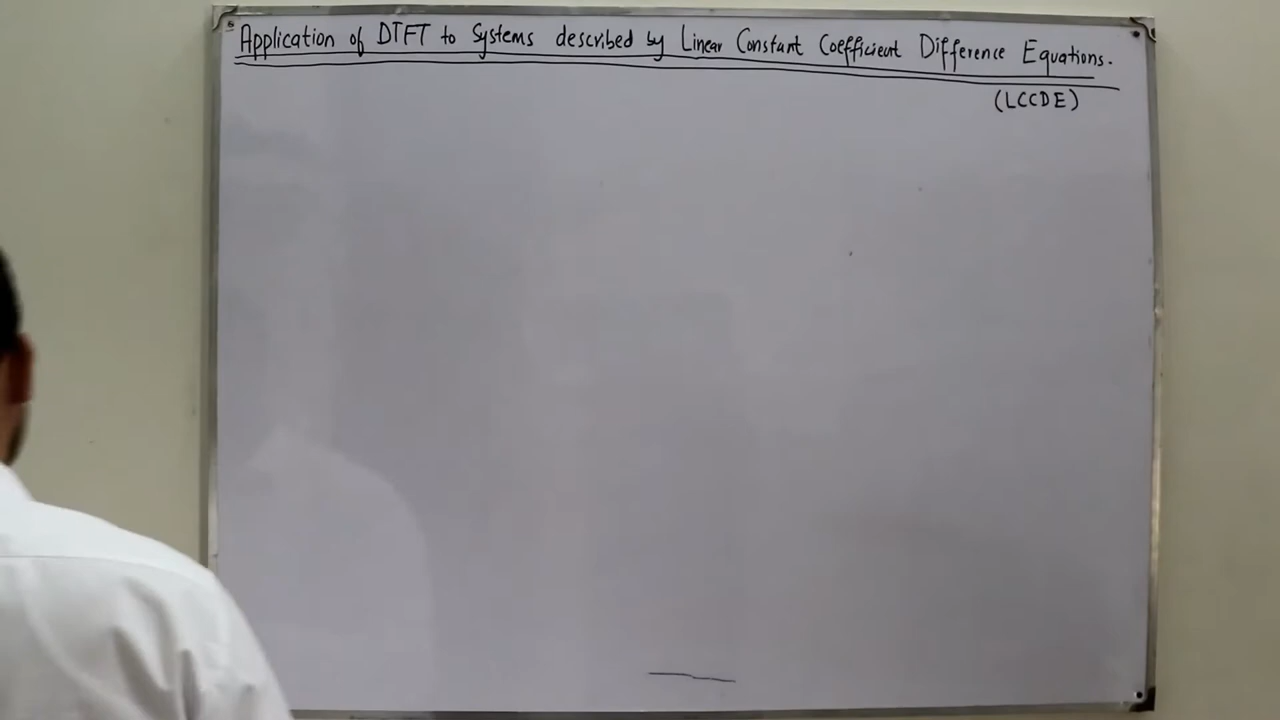 Application of DTFT to Systems described by Linear Constant Coefficient Difference Equations.
(LCCDE)